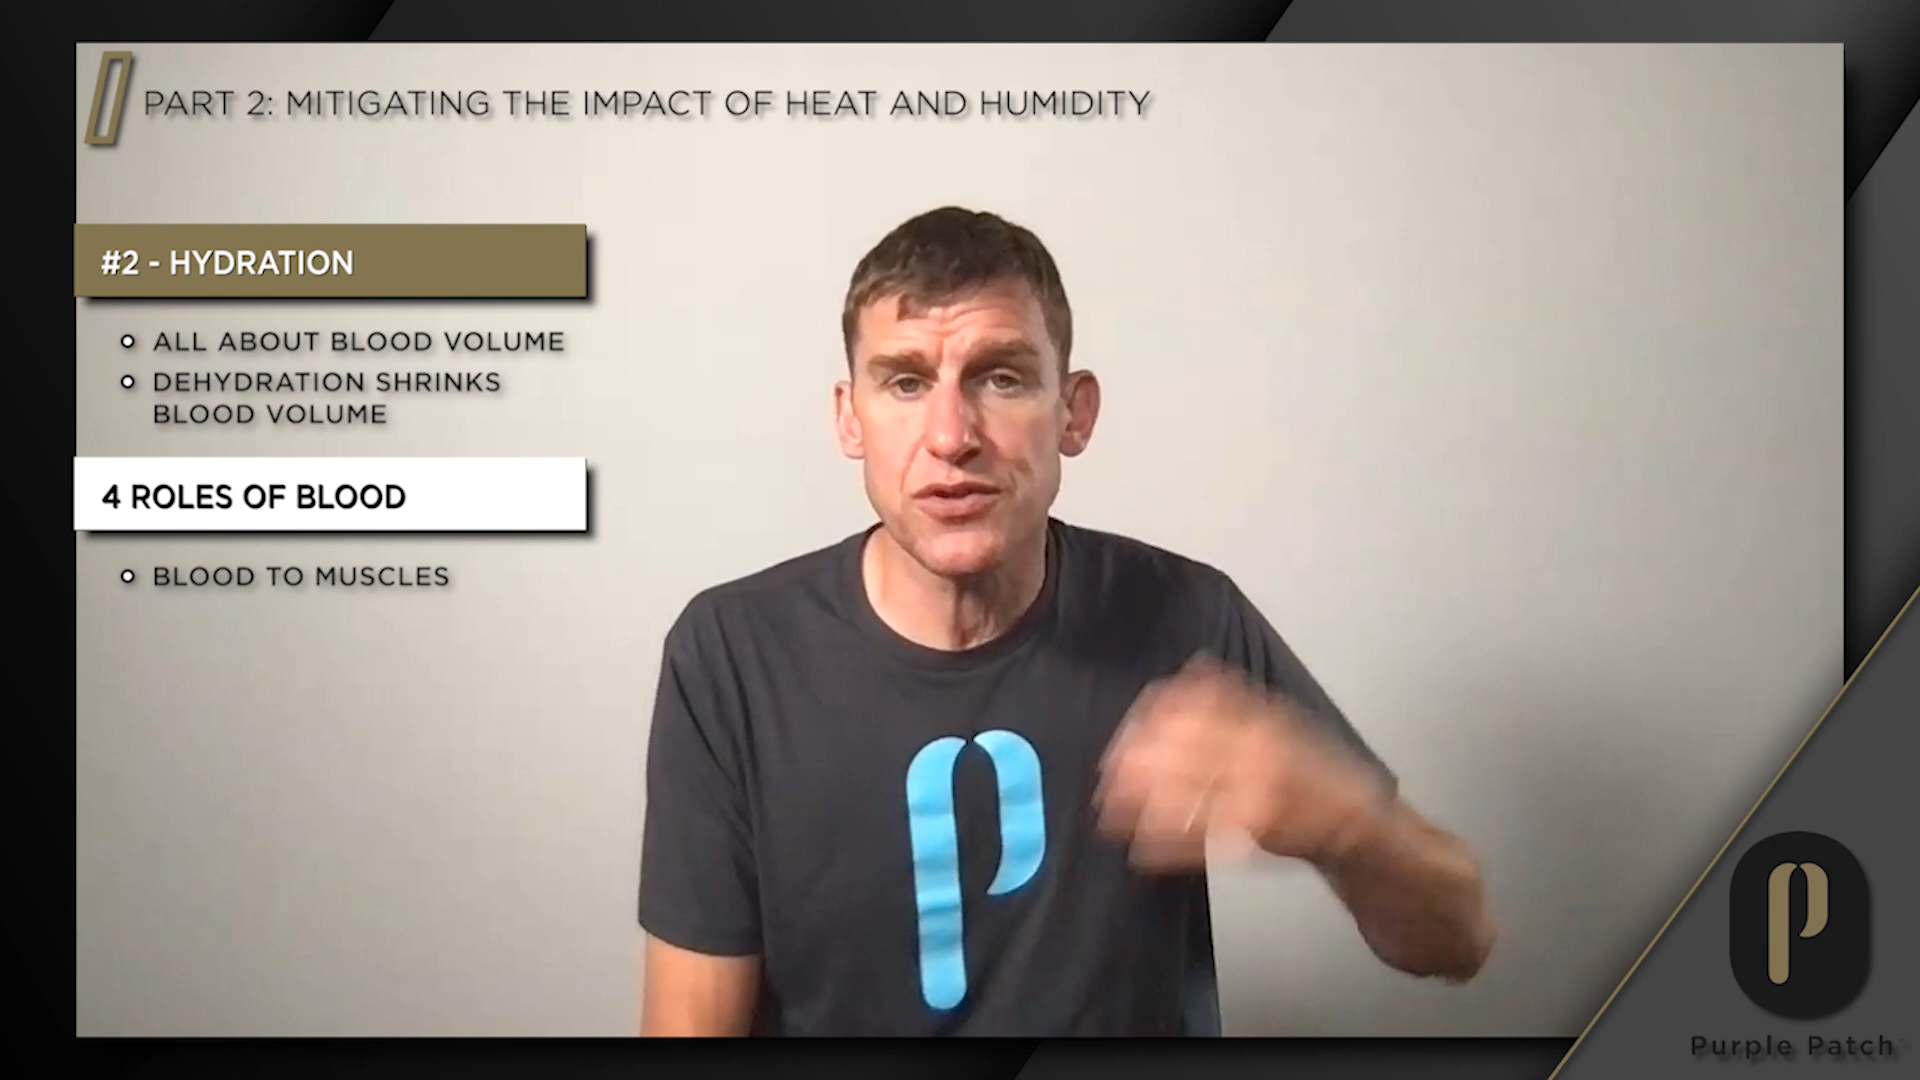 PART 2: MITIGATING THE IMPACT OF HEAT AND HUMIDITY
#2 - HYDRATION
ALL ABOUT BLOOD VOLUME
DEHYDRATION SHRINKS
BLOOD VOLUME
4 ROLES OF BLOOD
BLOOD TO MUSCLES
Purple Patch